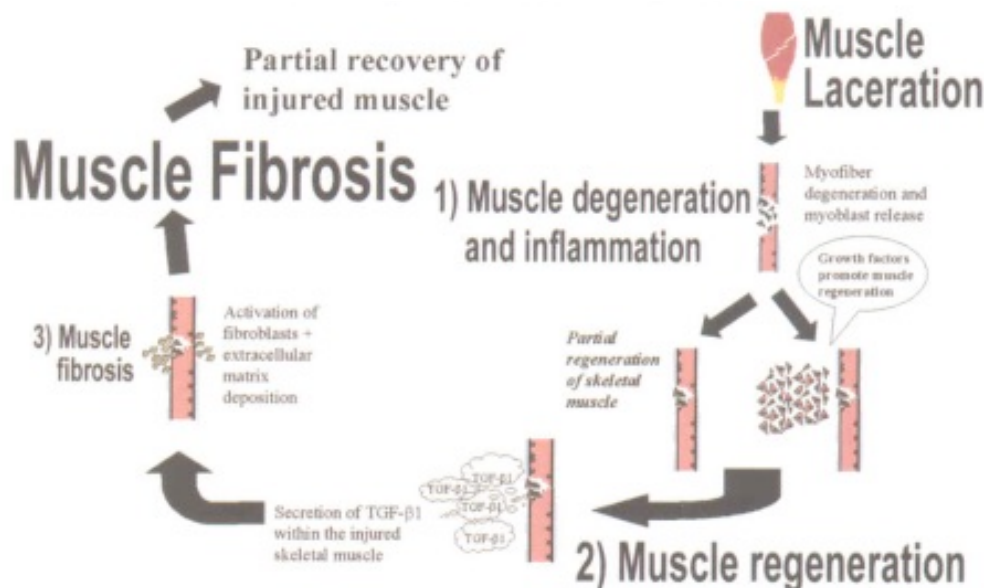 Muscle
Laceration
Myofiber
degeneration and
myoblast release
1) Muscle degeneration
and inflammation
Growth factors
promote muscle
regeneration
Partial
regeneration
of skeletal
muscle
2) Muscle regeneration
TGF-β1
TGF-β1
TGF-β1
TGF-β1
Secretion of TGF-β1
within the injured
skeletal muscle
3) Muscle
fibrosis
Activation of
fibroblasts +
extracellular
matrix
deposition
Muscle Fibrosis
Partial recovery of
injured muscle